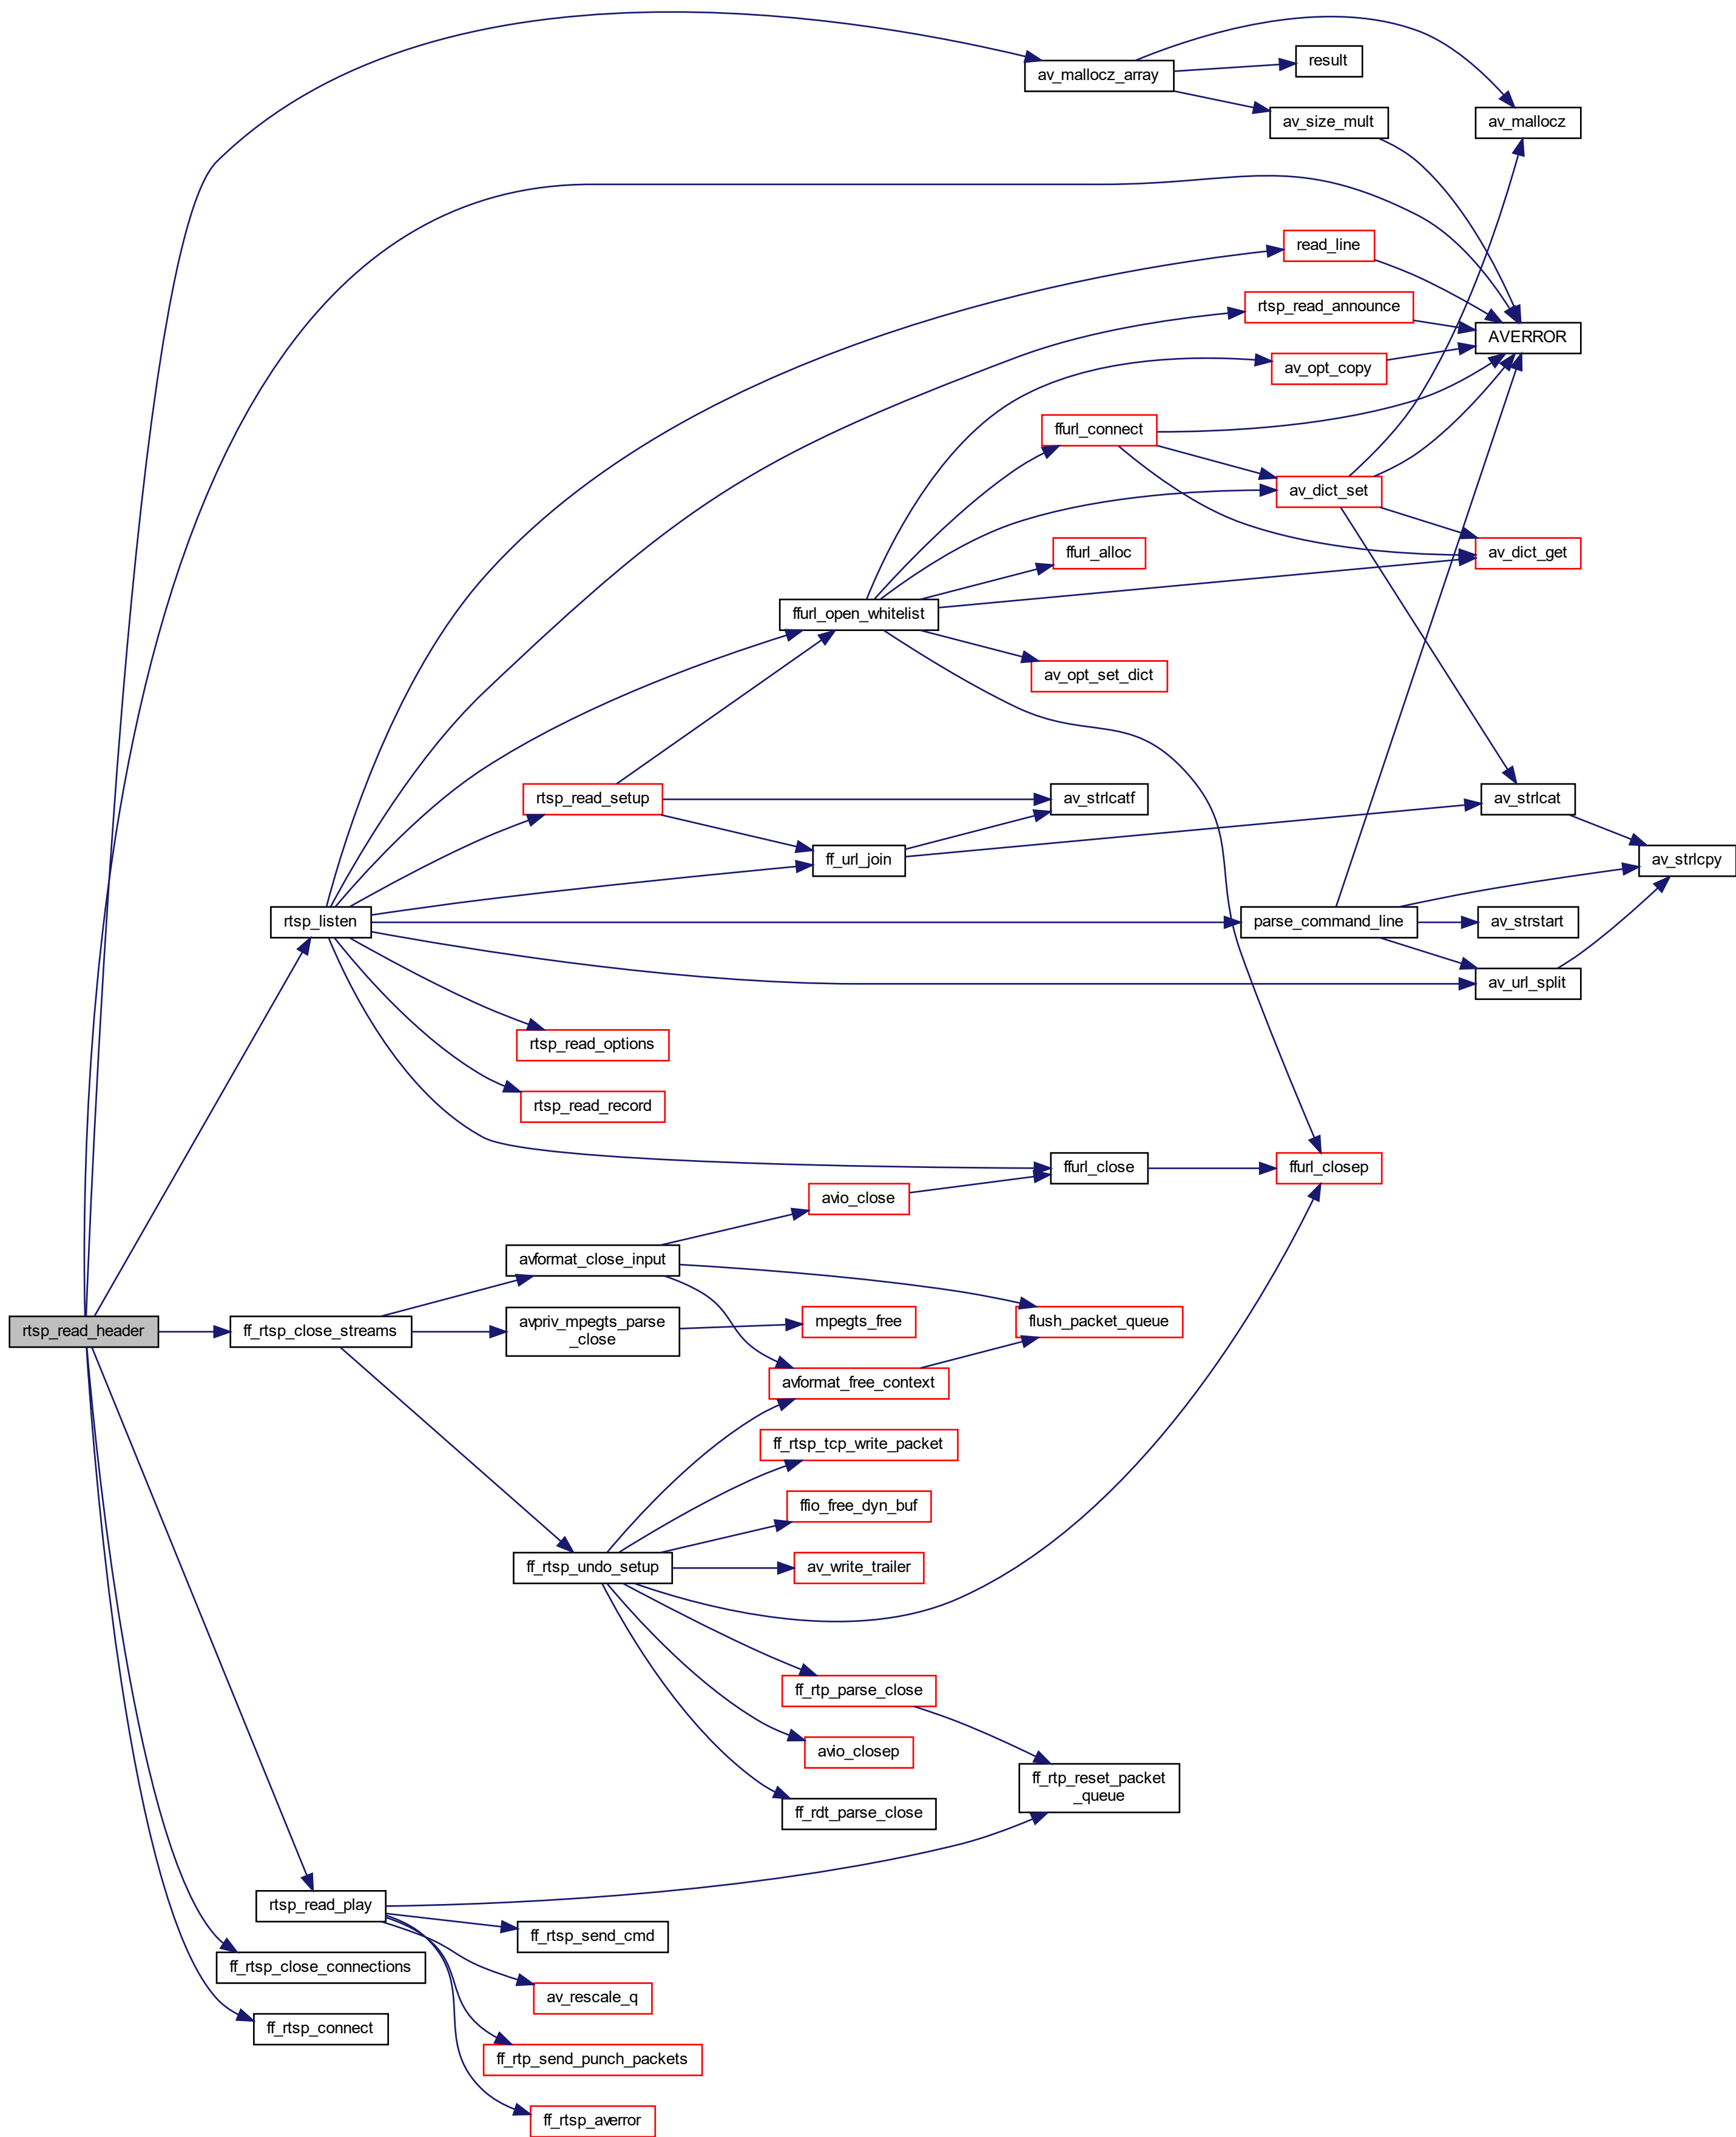 av_mallocz_array
result
av_size_mult
av_mallocz
read_line
rtsp_read_announce
AVERROR
av_opt_copy
ffurl_connect
av_dict_set
ffurl_alloc
av_dict_get
ffurl_open_whitelist
av_opt_set_dict
rtsp_read_setup
av_strlcatf
av_strlcat
ff_url_join
av_strlcpy
rtsp_listen
parse_command_line
av_strstart
av_url_split
rtsp_read_options
rtsp_read_record
ffurl_close
ffurl_closep
avio_close
avformat_close_input
rtsp_read_header
ff_rtsp_close_streams
avpriv_mpegts_parse
_close
mpegts_free
flush_packet_queue
avformat_free_context
ff_rtsp_tcp_write_packet
ffio_free_dyn_buf
ff_rtsp_undo_setup
av_write_trailer
ff_rtp_parse_close
avio_closep
ff_rtp_reset_packet
_queue
ff_rdt_parse_close
rtsp_read_play
ff_rtsp_send_cmd
ff_rtsp_close_connections
av_rescale_q
ff_rtsp_connect
ff_rtp_send_punch_packets
ff_rtsp_averror